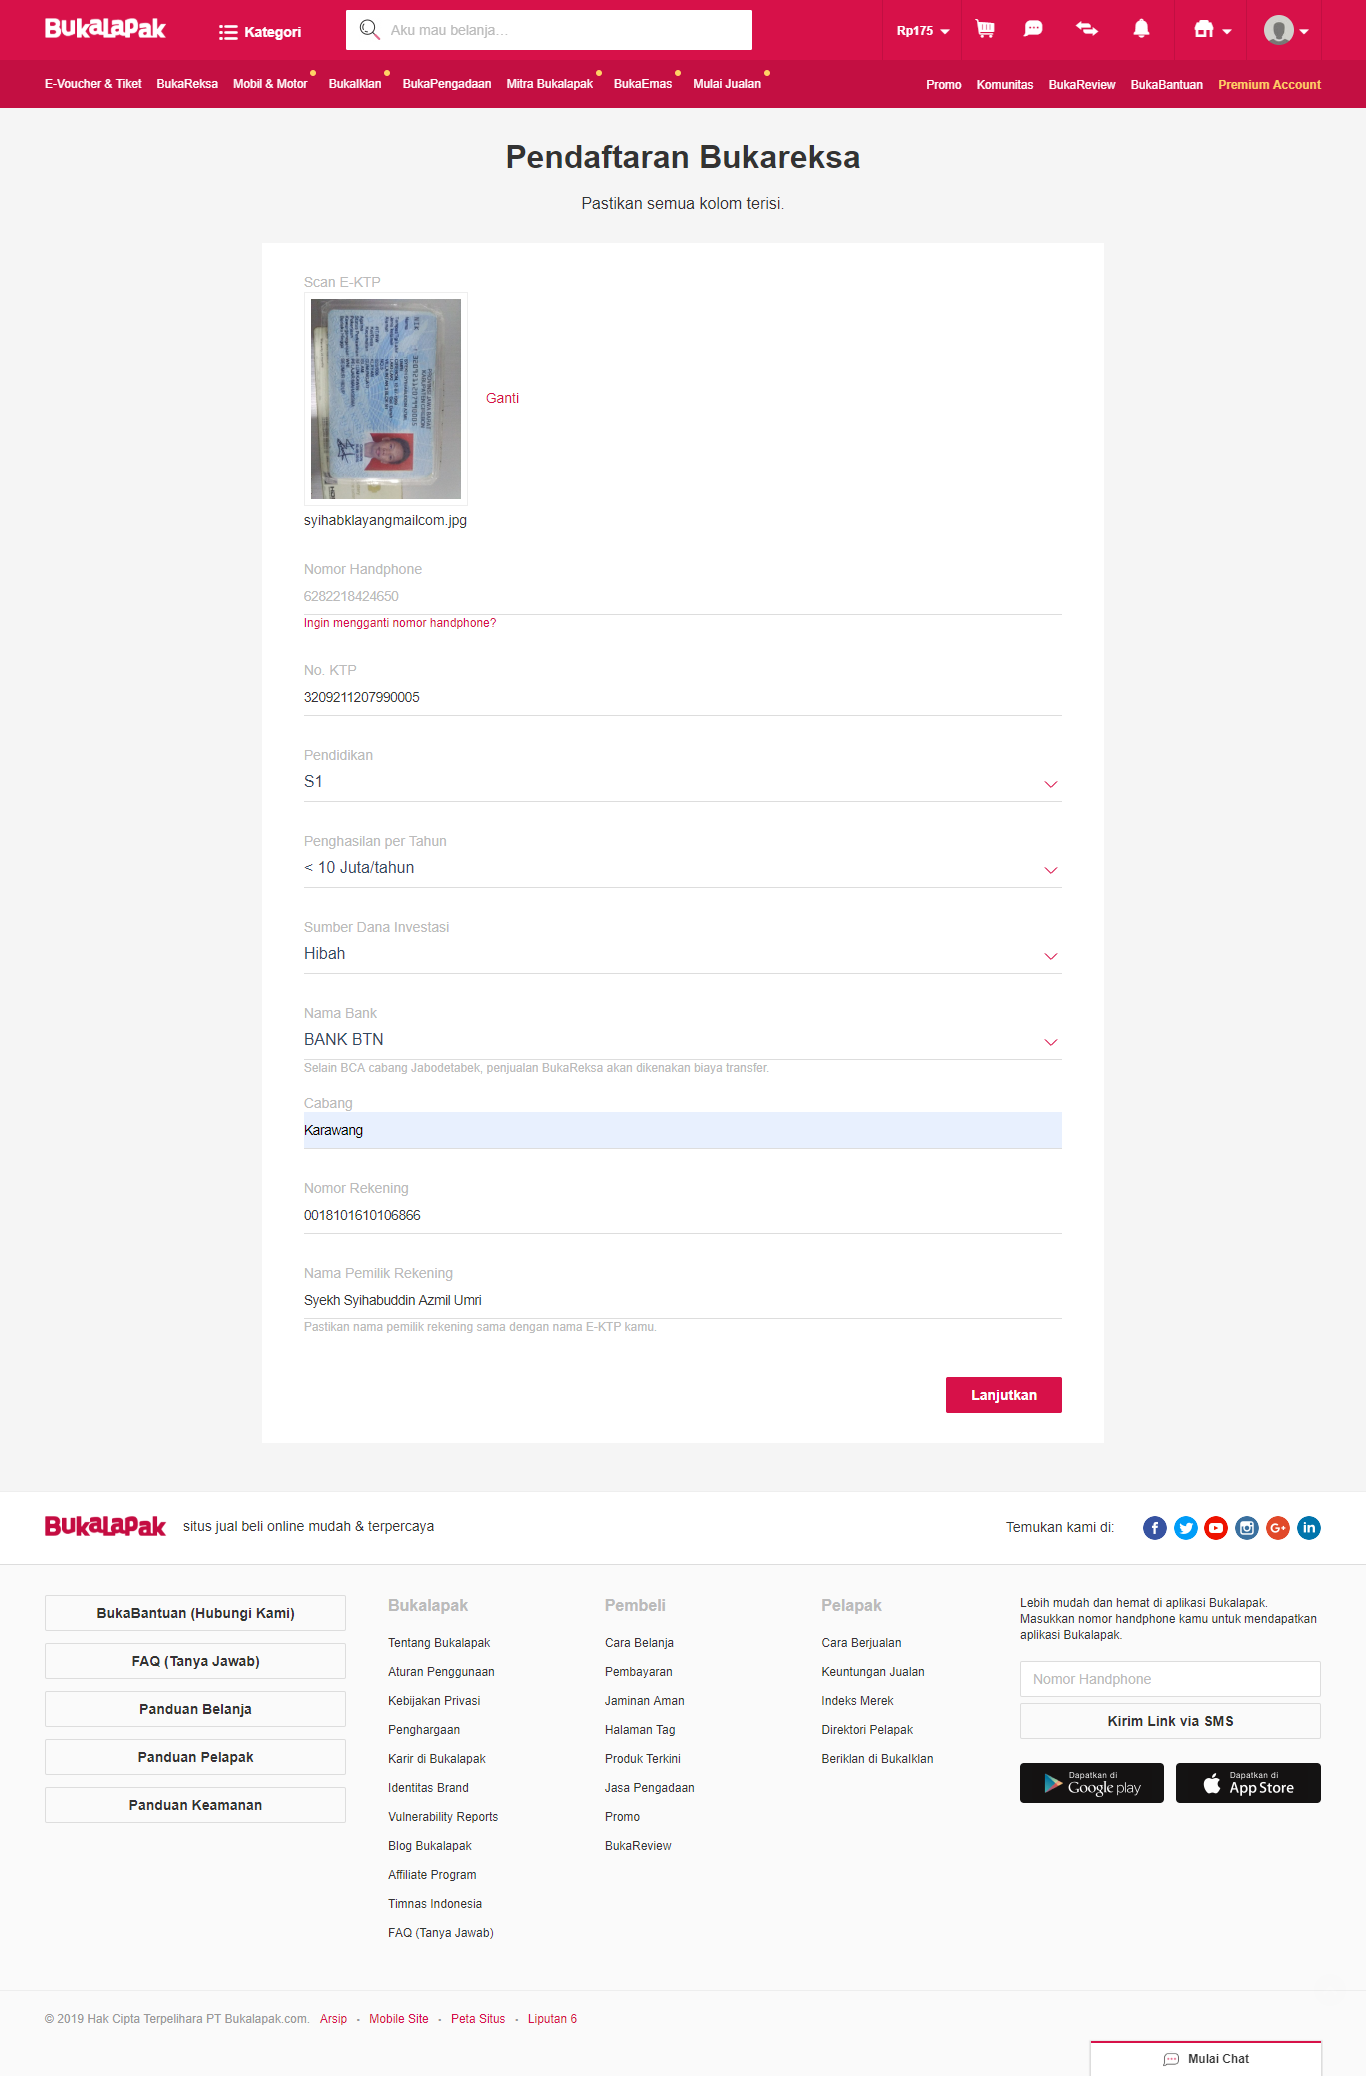 BukaLapak
Kategori
Aku mau belanja...
Rp175
E-Voucher & Tiket BukaReksa Mobil & Motor BukaIklan BukaPengadaan Mitra Bukalapak BukaEmas Mulai Jualan
Promo Komunitas BukaReview BukaBantuan Premium Account
Pendaftaran Bukareksa
Pastikan semua kolom terisi.
Scan E-KTP
PROVINSI JAWA BARAT
KABUPATEN CIREBON
NIK : 3209211207990005
Ganti
syihabklayangmailcom.jpg
Nomor Handphone
6282218424650
Ingin mengganti nomor handphone?
No. KTP
3209211207990005
Pendidikan
S1
Penghasilan per Tahun
< 10 Juta/tahun
Sumber Dana Investasi
Hibah
Nama Bank
BANK BTN
Selain BCA cabang Jabodetabek, penjualan BukaReksa akan dikenakan biaya transfer.
Cabang
Karawang
Nomor Rekening
0018101610106866
Nama Pemilik Rekening
Syekh Syihabuddin Azmil Umri
Pastikan nama pemilik rekening sama dengan nama E-KTP kamu.
Lanjutkan
BukaLapak situs jual beli online mudah & terpercaya
Temukan kami di:
BukaBantuan (Hubungi Kami)
FAQ (Tanya Jawab)
Panduan Belanja
Panduan Pelapak
Panduan Keamanan
Bukalapak
Tentang Bukalapak
Aturan Penggunaan
Kebijakan Privasi
Penghargaan
Karir di Bukalapak
Identitas Brand
Vulnerability Reports
Blog Bukalapak
Affiliate Program
Timnas Indonesia
FAQ (Tanya Jawab)
Pembeli
Cara Belanja
Pembayaran
Jaminan Aman
Halaman Tag
Produk Terkini
Jasa Pengadaan
Promo
BukaReview
Pelapak
Cara Berjualan
Keuntungan Jualan
Indeks Merek
Direktori Pelapak
Beriklan di BukaIklan
Lebih mudah dan hemat di aplikasi Bukalapak.
Masukkan nomor handphone kamu untuk mendapatkan
aplikasi Bukalapak.
Nomor Handphone
Kirim Link via SMS
Dapatkan di
Google play
Dapatkan di
App Store
© 2019 Hak Cipta Terpelihara PT Bukalapak.com. Arsip • Mobile Site • Peta Situs • Liputan 6
Mulai Chat